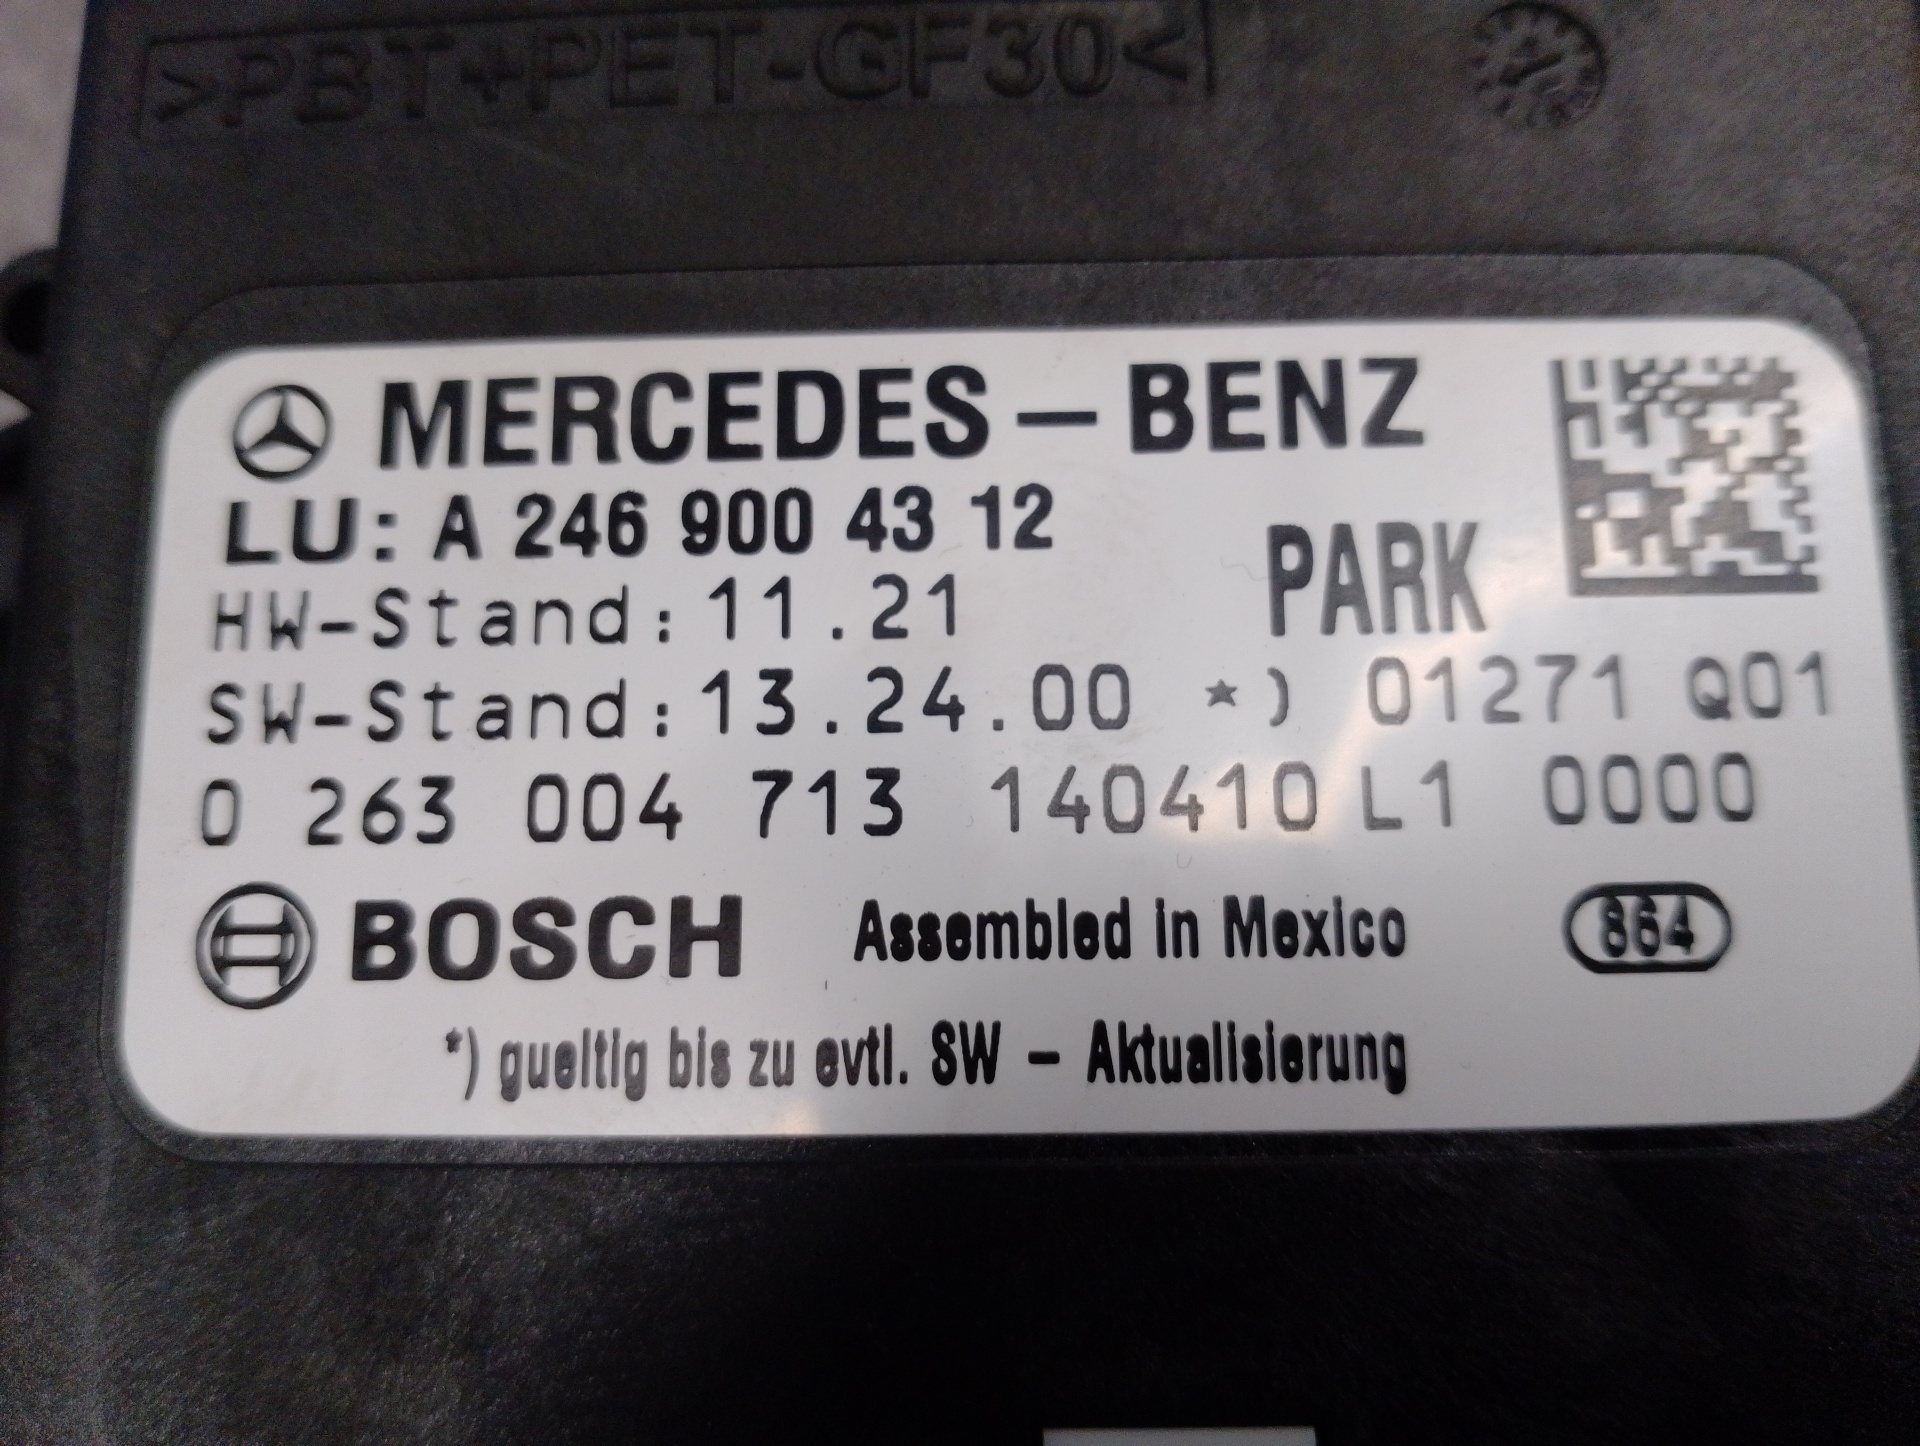 >PBT+PET-GF30<
MERCEDES-BENZ
LU: A 246 900 43 12
PARK
HW-Stand: 11.21
SW-Stand: 13.24.00 *) 01271 Q01
0 263 004 713 140410 L1 0000
BOSCH Assembled in Mexico 864
*) gueltig bis zu evtl. SW - Aktualisierung